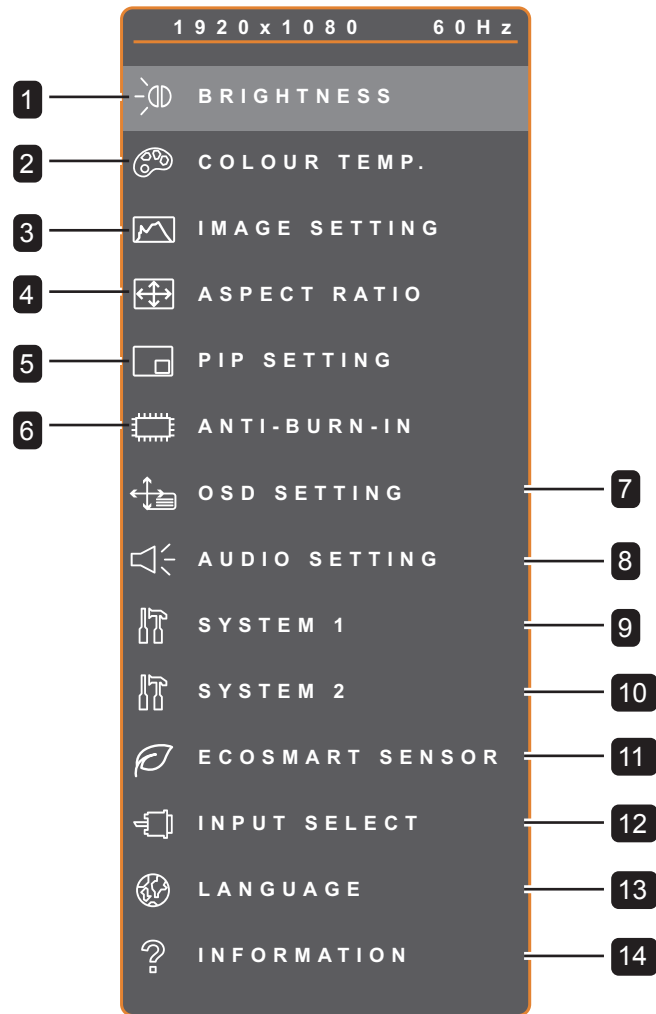 1920x1080 60Hz
1 BRIGHTNESS
2 COLOUR TEMP.
3 IMAGE SETTING
4 ASPECT RATIO
5 PIP SETTING
6 ANTI-BURN-IN
OSD SETTING 7
AUDIO SETTING 8
SYSTEM 1 9
SYSTEM 2 10
ECOSMART SENSOR 11
INPUT SELECT 12
LANGUAGE 13
INFORMATION 14